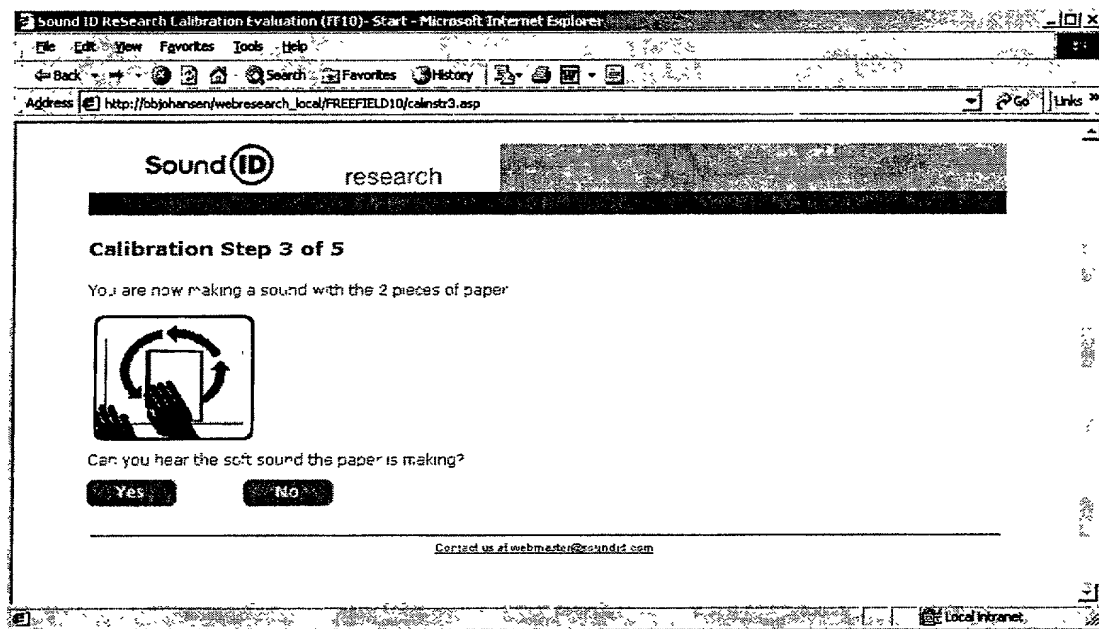 Sound ID ReSearch Calibration Evaluation (FF10)- Start - Microsoft Internet Explorer
File Edit View Favorites Tools Help
Back Search Favorites History
Address http://bbjohansen/webresearch_local/FREEFIELD10/calinstr3.asp Go Links »
Sound ID research
Calibration Step 3 of 5
You are now making a sound with the 2 pieces of paper
Can you hear the soft sound the paper is making?
Yes No
Contact us at webmaster@soundid.com
Local intranet